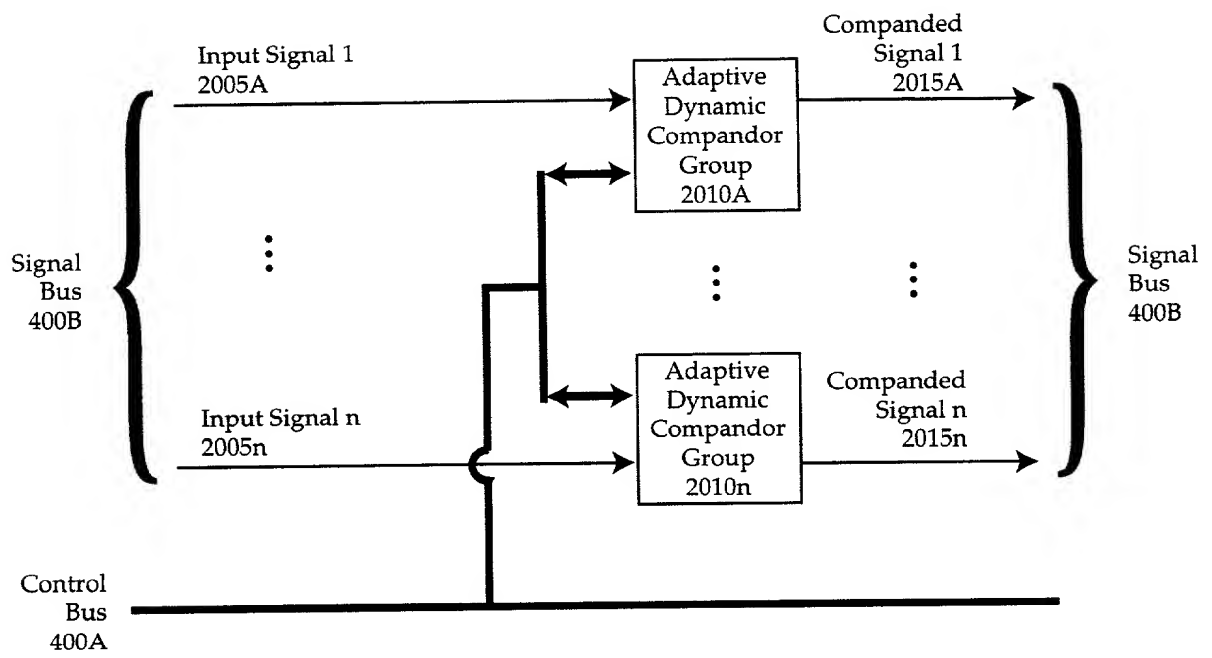 Input Signal 1
2005A
Adaptive
Dynamic
Compandor
Group
2010A
Companded
Signal 1
2015A
Signal
Bus
400B
Signal
Bus
400B
Input Signal n
2005n
Adaptive
Dynamic
Compandor
Group
2010n
Companded
Signal n
2015n
Control
Bus
400A